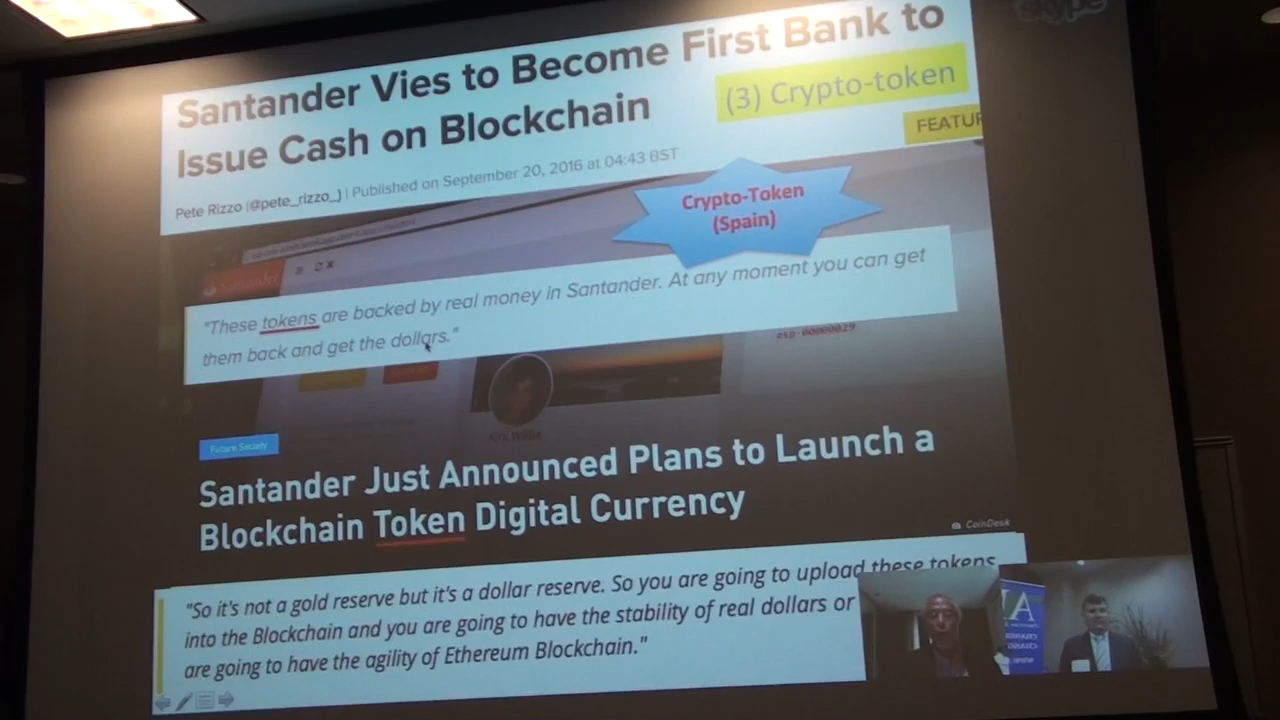 skype
Santander Vies to Become First Bank to
Issue Cash on Blockchain
(3) Crypto-token
FEATUR
Pete Rizzo (@pete_rizzo_) | Published on September 20, 2016 at 04:43 BST
Crypto-Token
(Spain)
Santander
"These tokens are backed by real money in Santander. At any moment you can get
them back and get the dollars."
Future Society
Santander Just Announced Plans to Launch a
Blockchain Token Digital Currency
CoinDesk
"So it's not a gold reserve but it's a dollar reserve. So you are going to upload these tokens
into the Blockchain and you are going to have the stability of real dollars or
are going to have the agility of Ethereum Blockchain."